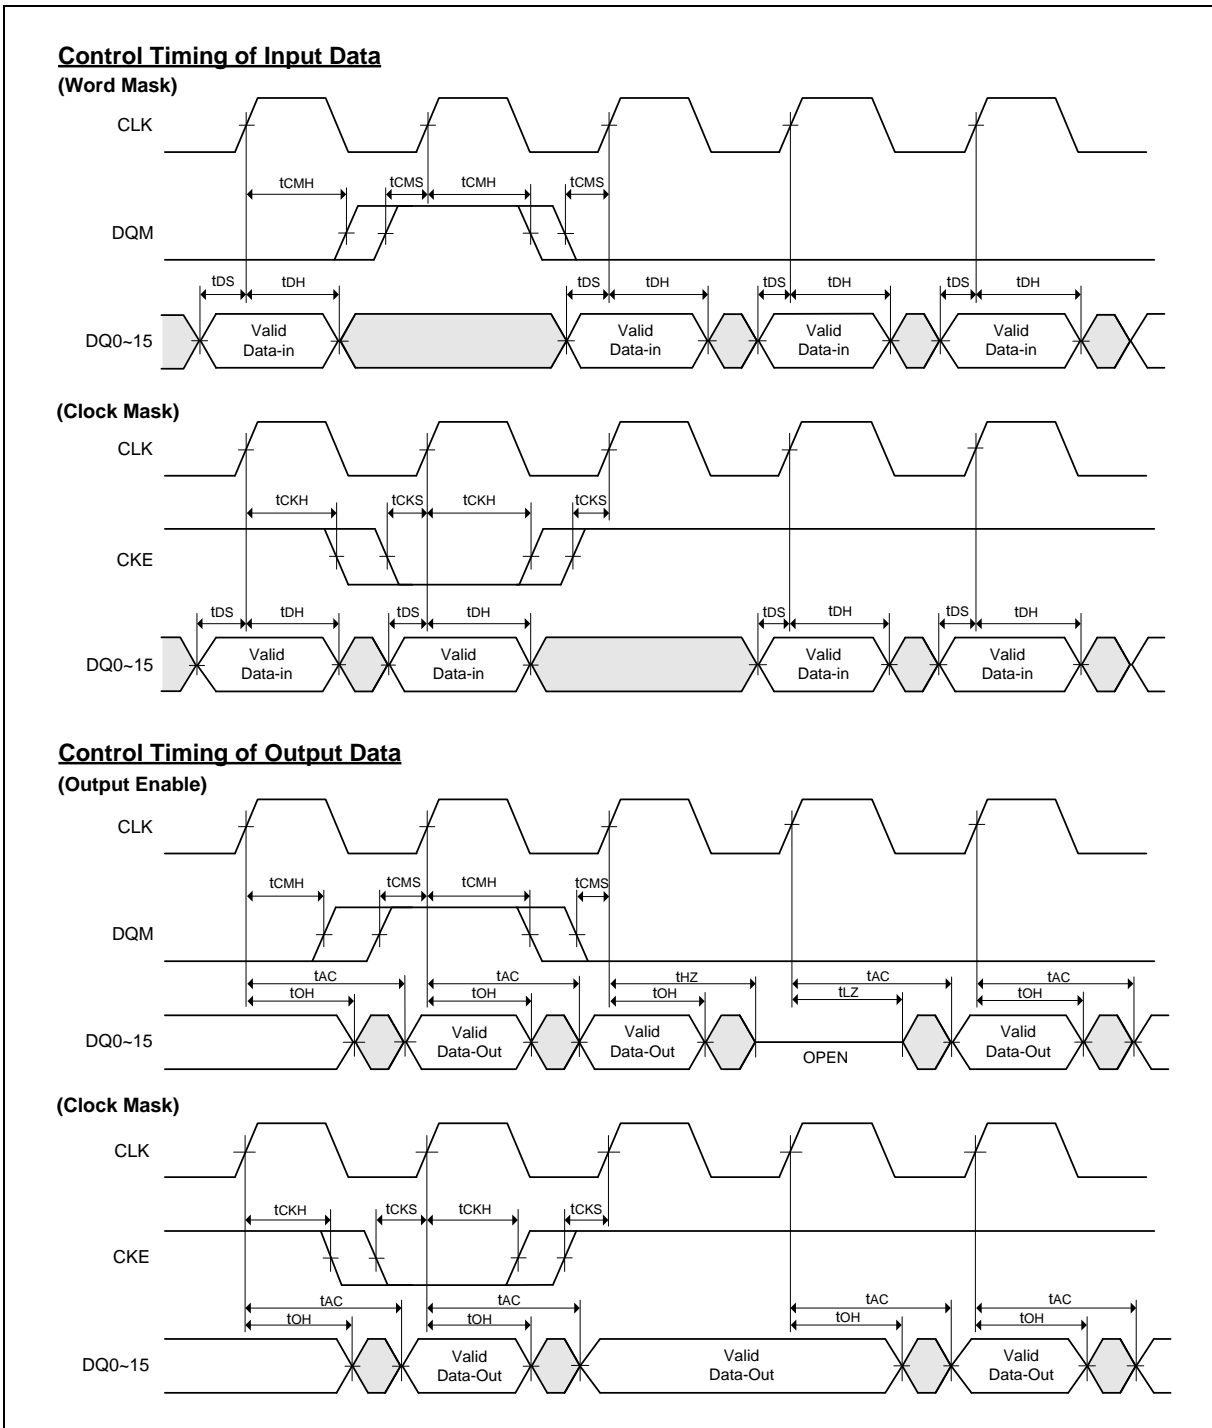 Control Timing of Input Data
(Word Mask)
CLK
tCMH tCMS tCMH tCMS
DQM
tDS tDH tDS tDH tDS tDH tDS tDH
DQ0~15
Valid Data-in
Valid Data-in
Valid Data-in
Valid Data-in
(Clock Mask)
CLK
tCKH tCKS tCKH tCKS
CKE
tDS tDH tDS tDH tDS tDH tDS tDH
DQ0~15
Valid Data-in
Valid Data-in
Valid Data-in
Valid Data-in
Control Timing of Output Data
(Output Enable)
CLK
tCMH tCMS tCMH tCMS
DQM
tAC tAC tHZ tAC tAC
tOH tOH tOH tLZ tOH
DQ0~15
Valid Data-Out
Valid Data-Out
OPEN
Valid Data-Out
(Clock Mask)
CLK
tCKH tCKS tCKH tCKS
CKE
tAC tAC tAC tAC
tOH tOH tOH tOH
DQ0~15
Valid Data-Out
Valid Data-Out
Valid Data-Out